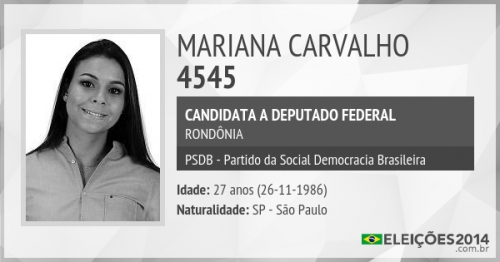 MARIANA CARVALHO
4545
CANDIDATA A DEPUTADO FEDERAL
RONDÔNIA
PSDB - Partido da Social Democracia Brasileira
Idade: 27 anos (26-11-1986)
Naturalidade: SP - São Paulo
ELEIÇÕES2014
.com.br